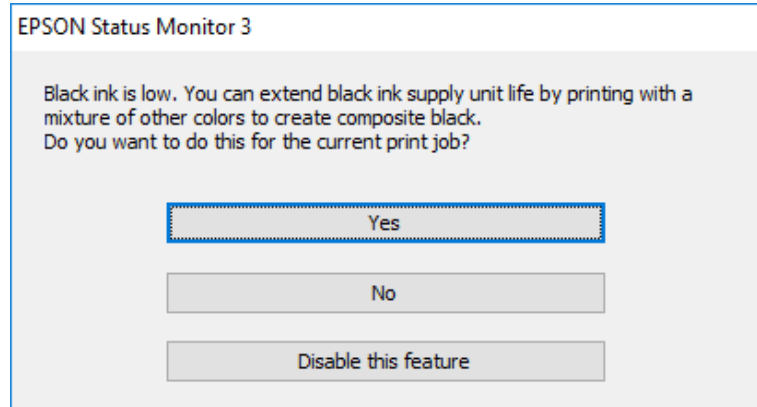 EPSON Status Monitor 3
Black ink is low. You can extend black ink supply unit life by printing with a
mixture of other colors to create composite black.
Do you want to do this for the current print job?
Yes
No
Disable this feature